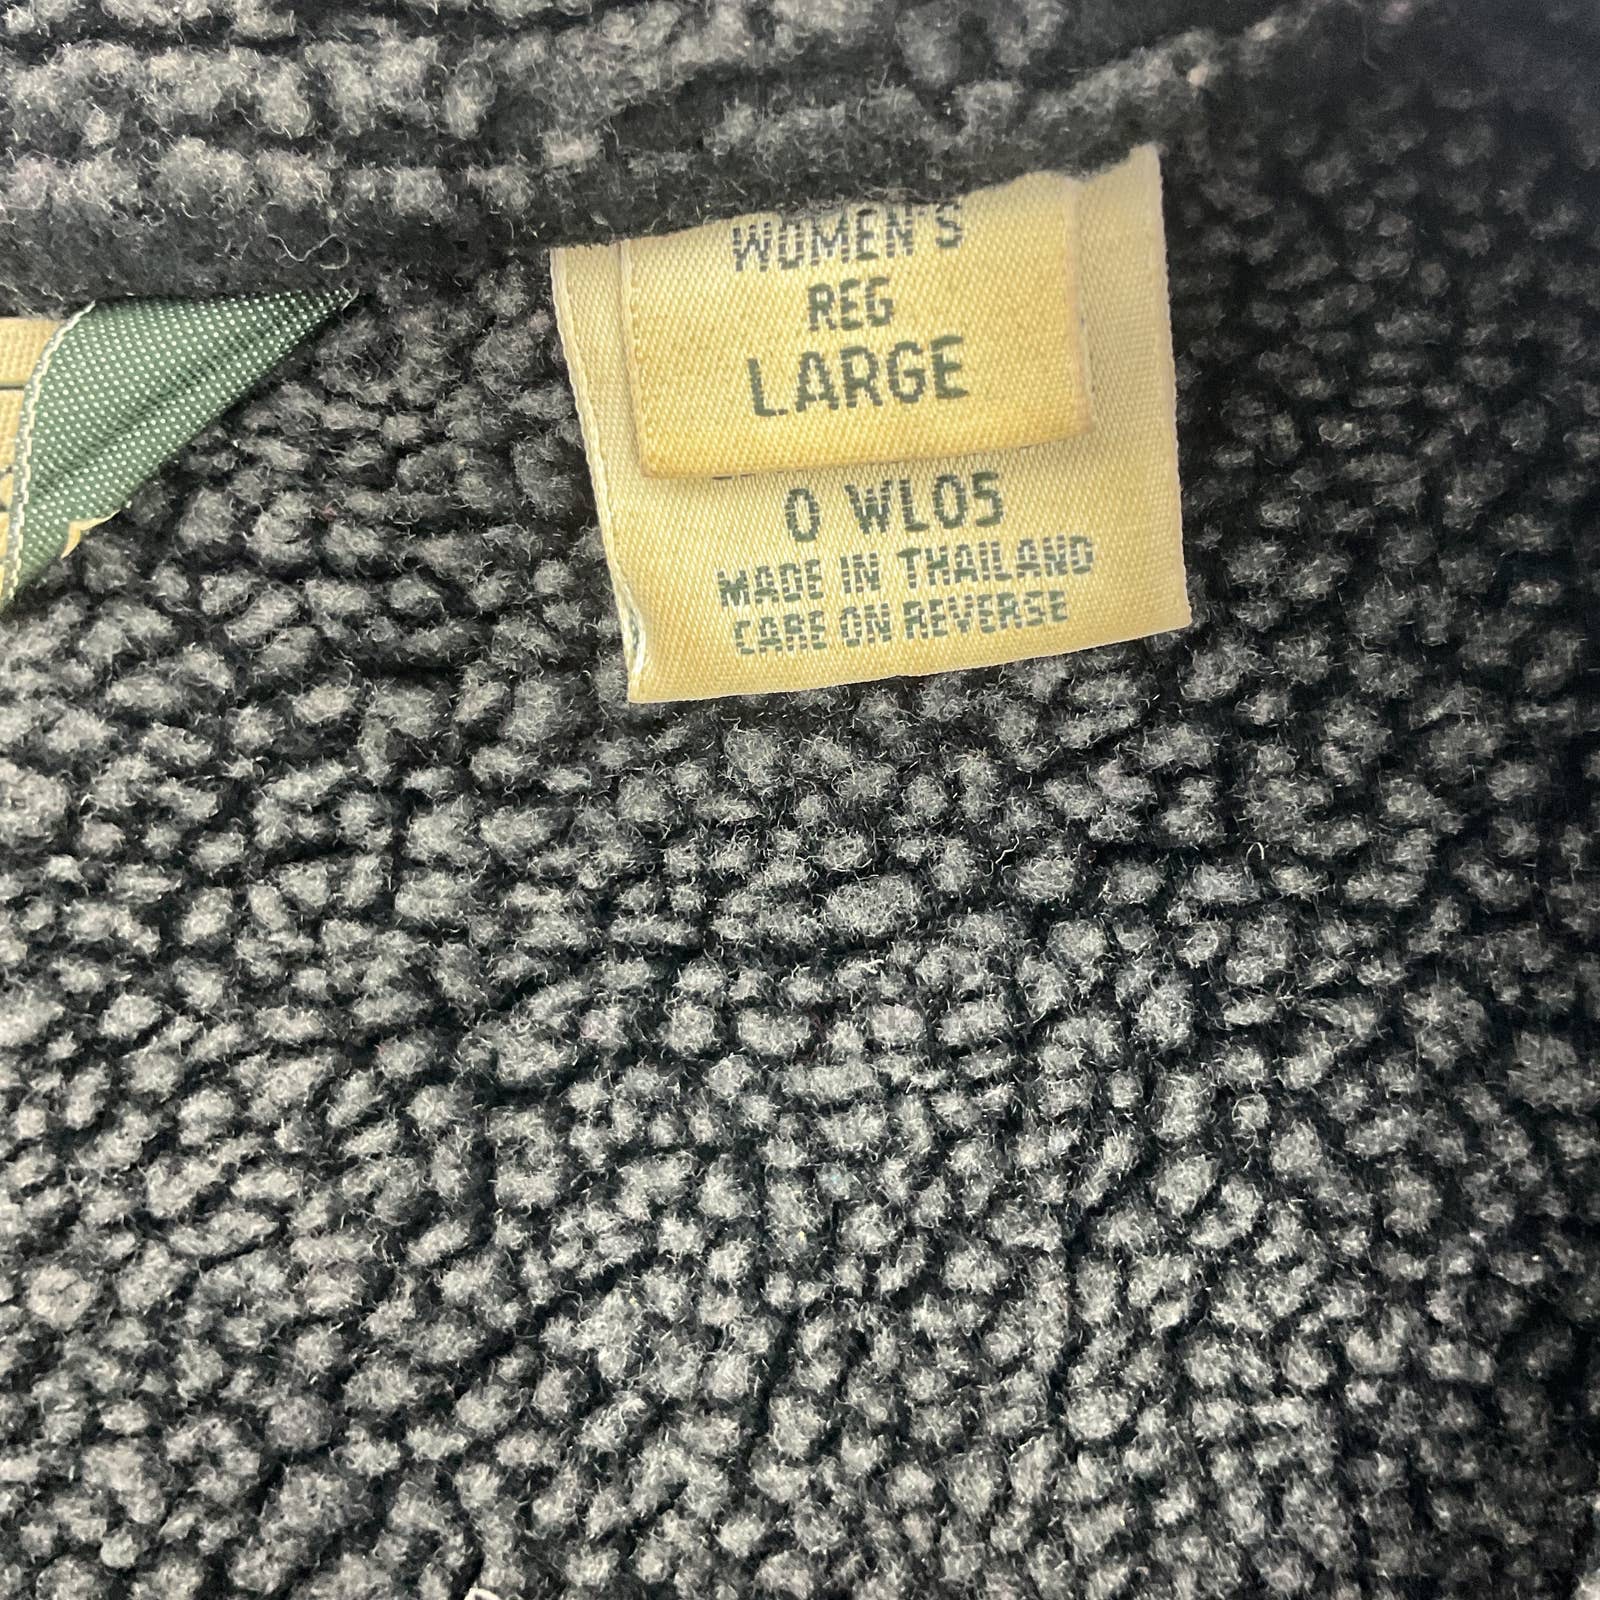 WOMEN'S
REG
LARGE
0 WL05
MADE IN THAILAND
CARE ON REVERSE